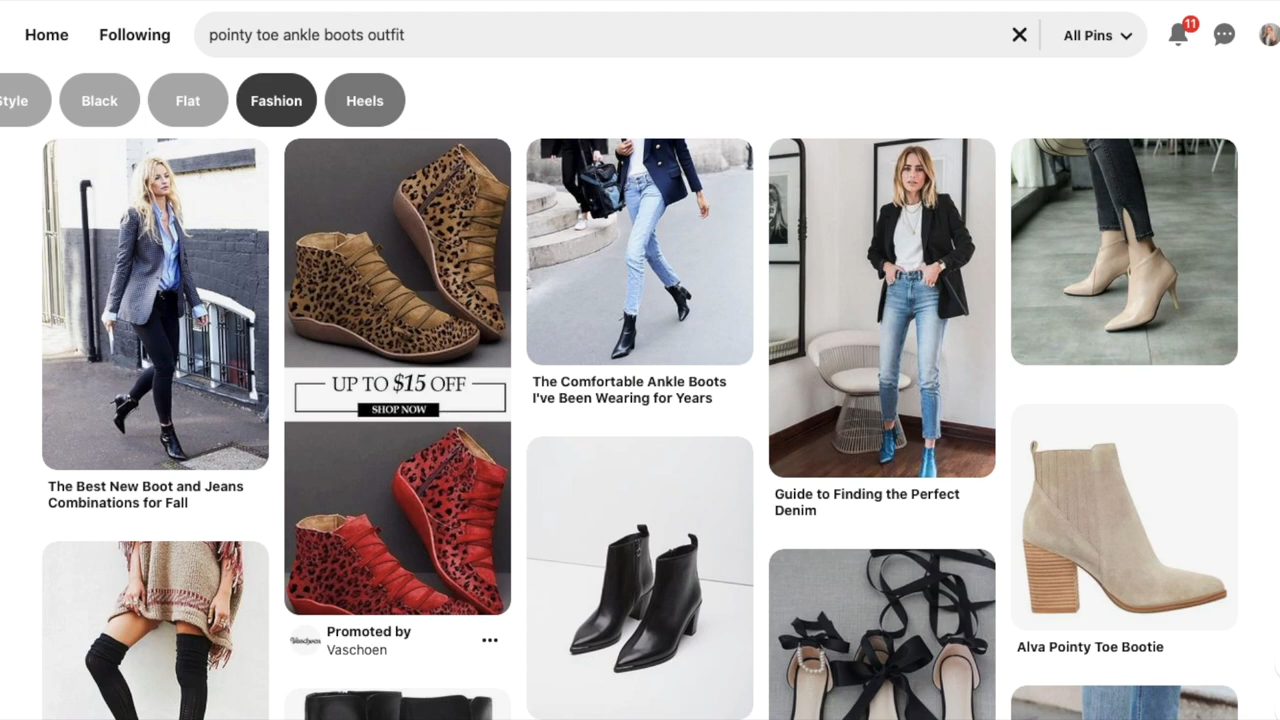 Home
Following
pointy toe ankle boots outfit
All Pins
11
Style
Black
Flat
Fashion
Heels
The Best New Boot and Jeans
Combinations for Fall
UP TO $15 OFF
SHOP NOW
Promoted by
Vaschoen
The Comfortable Ankle Boots
I've Been Wearing for Years
Guide to Finding the Perfect
Denim
Alva Pointy Toe Bootie